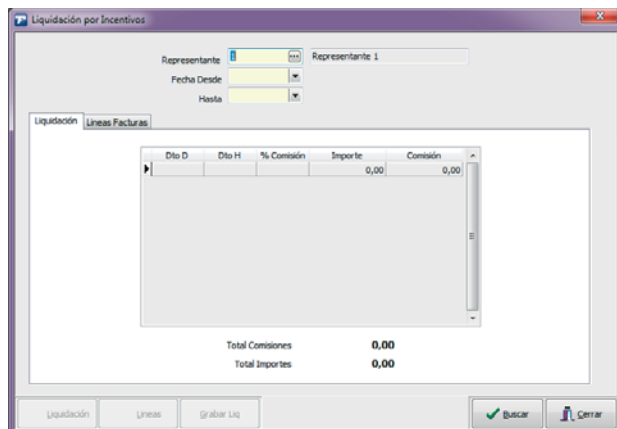 Liquidación por Incentivos
Representante 1 ... Representante 1
Fecha Desde
Hasta
Liquidación Lineas Facturas
Dto D Dto H % Comisión Importe Comisión
0,00 0,00
Total Comisiones 0,00
Total Importes 0,00
Liquidación Lineas Grabar Liq Buscar Cerrar